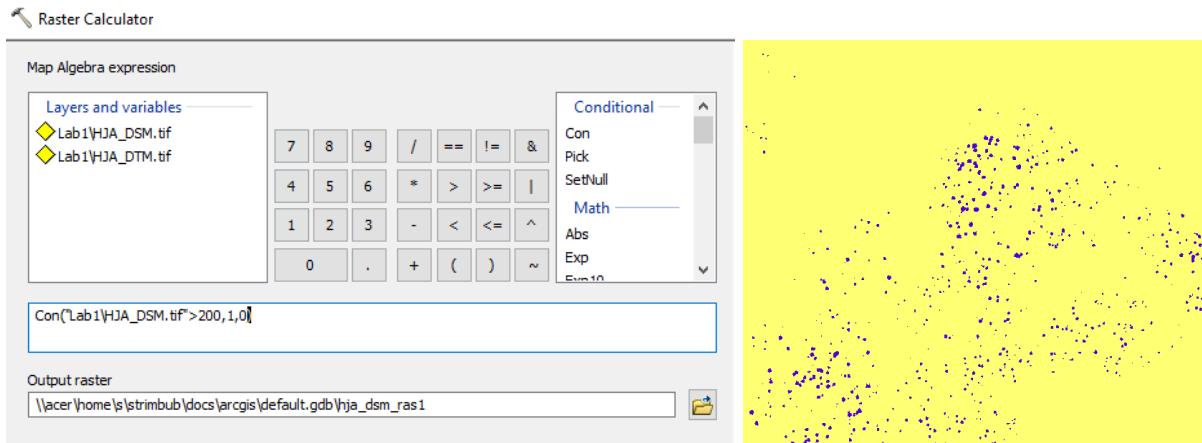 Raster Calculator
Map Algebra expression
Layers and variables
Lab1\HJA_DSM.tif
Lab1\HJA_DTM.tif
7 8 9 / == != &
4 5 6 * > >= |
1 2 3 - < <= ^
0 . + ( ) ~
Conditional
Con
Pick
SetNull
Math
Abs
Exp
Exp10
Con("Lab1\HJA_DSM.tif">200,1,0)
Output raster
\\acer\home\s\strimbub\docs\arcgis\default.gdb\hja_dsm_ras1